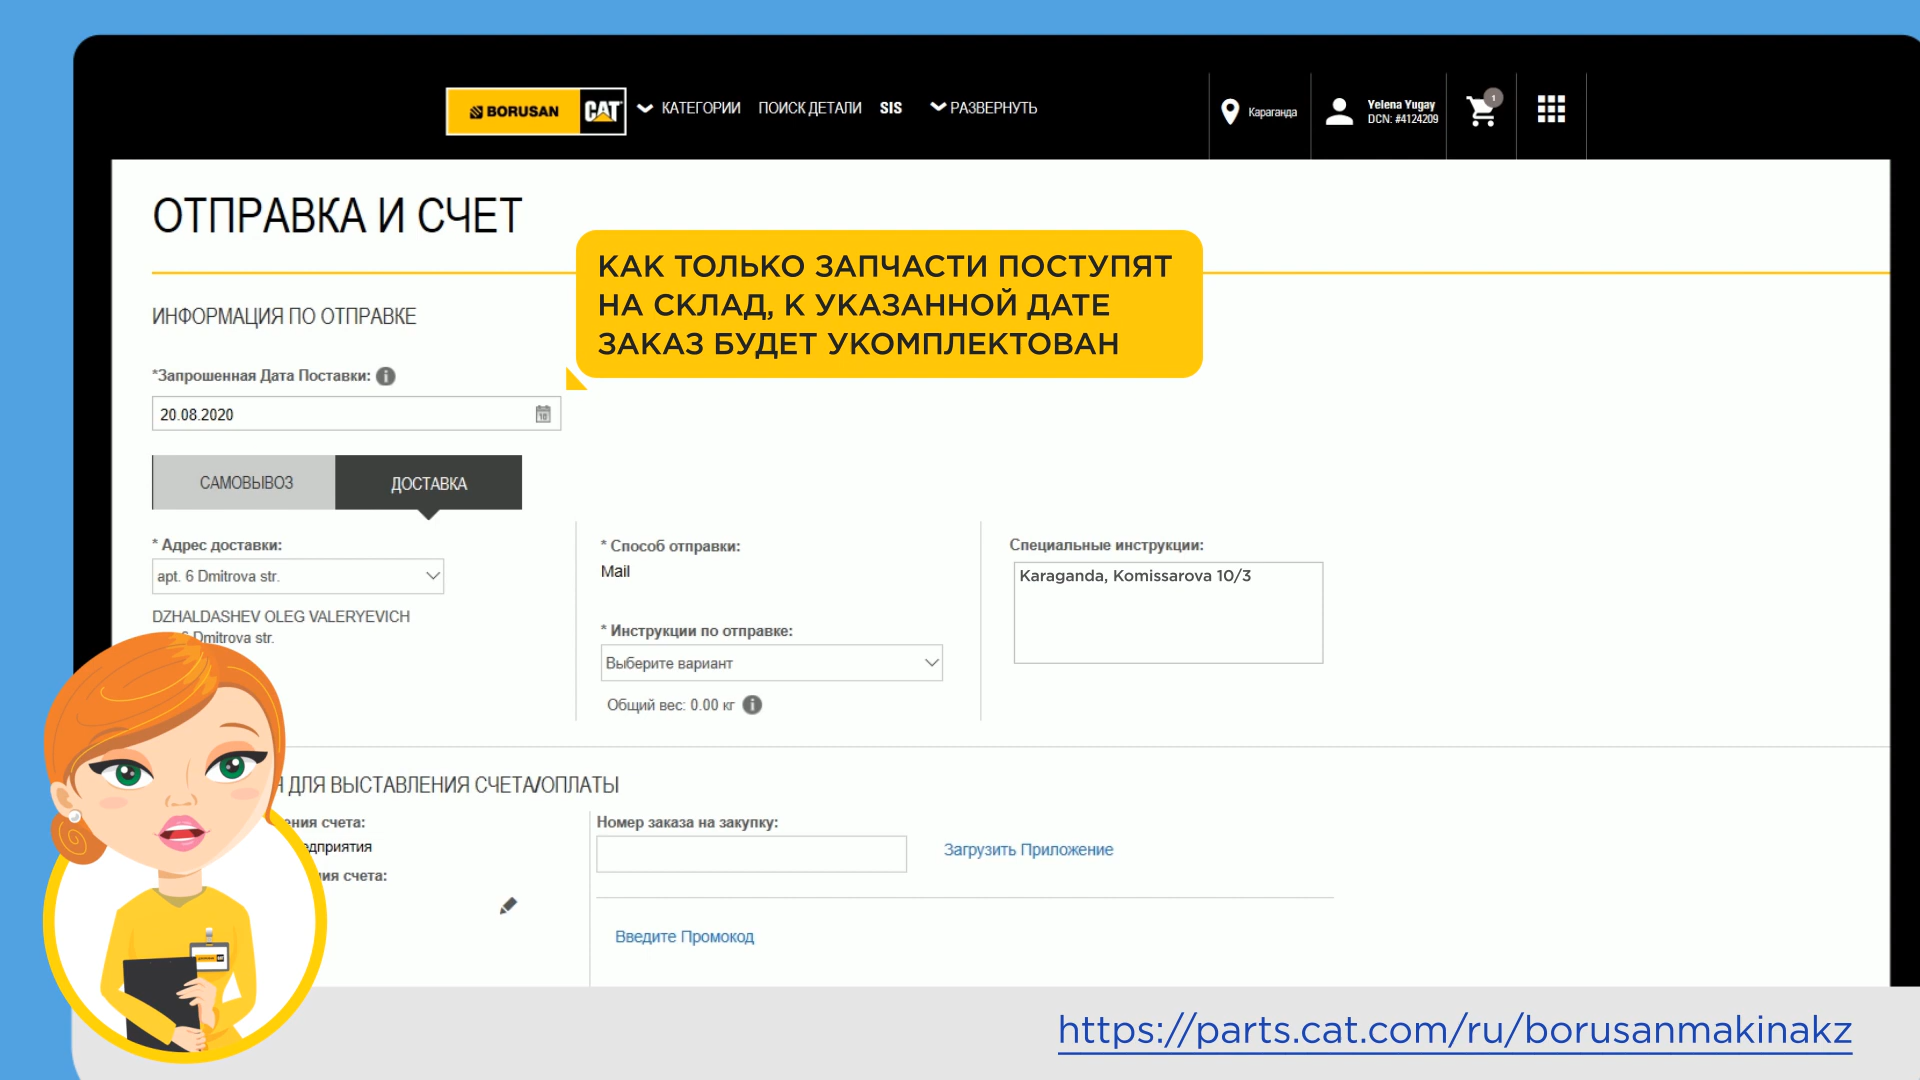 BORUSAN CAT
КАТЕГОРИИ ПОИСК ДЕТАЛИ SIS РАЗВЕРНУТЬ
Караганда
Yelena Yugay
DCN: #4124209
1
ОТПРАВКА И СЧЕТ
КАК ТОЛЬКО ЗАПЧАСТИ ПОСТУПЯТ
НА СКЛАД, К УКАЗАННОЙ ДАТЕ
ЗАКАЗ БУДЕТ УКОМПЛЕКТОВАН
ИНФОРМАЦИЯ ПО ОТПРАВКЕ
*Запрошенная Дата Поставки:
20.08.2020
САМОВЫВОЗ ДОСТАВКА
* Адрес доставки:
apt. 6 Dmitrova str.
DZHALDASHEV OLEG VALERYEVICH
6 Dmitrova str.
* Способ отправки:
Mail
* Инструкции по отправке:
Выберите вариант
Общий вес: 0.00 кг
Специальные инструкции:
Karaganda, Komissarova 10/3
ДЛЯ ВЫСТАВЛЕНИЯ СЧЕТА/ОПЛАТЫ
счета:
счета:
Номер заказа на закупку:
Загрузить Приложение
Введите Промокод
https://parts.cat.com/ru/borusanmakinakz